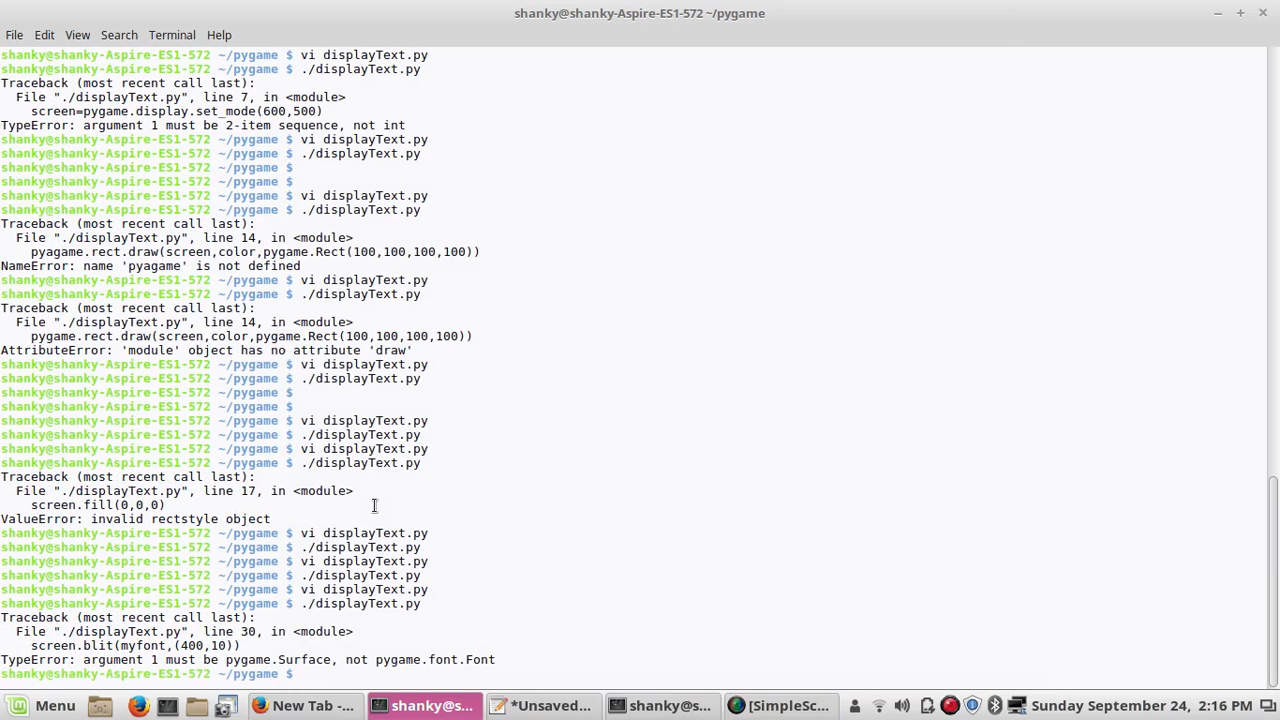 shanky@shanky-Aspire-ES1-572 ~/pygame
File Edit View Search Terminal Help
shanky@shanky-Aspire-ES1-572 ~/pygame $ vi displayText.py
shanky@shanky-Aspire-ES1-572 ~/pygame $ ./displayText.py
Traceback (most recent call last):
  File "./displayText.py", line 7, in <module>
    screen=pygame.display.set_mode(600,500)
TypeError: argument 1 must be 2-item sequence, not int
shanky@shanky-Aspire-ES1-572 ~/pygame $ vi displayText.py
shanky@shanky-Aspire-ES1-572 ~/pygame $ ./displayText.py
shanky@shanky-Aspire-ES1-572 ~/pygame $
shanky@shanky-Aspire-ES1-572 ~/pygame $
shanky@shanky-Aspire-ES1-572 ~/pygame $ vi displayText.py
shanky@shanky-Aspire-ES1-572 ~/pygame $ ./displayText.py
Traceback (most recent call last):
  File "./displayText.py", line 14, in <module>
    pyagame.rect.draw(screen,color,pygame.Rect(100,100,100,100))
NameError: name 'pyagame' is not defined
shanky@shanky-Aspire-ES1-572 ~/pygame $ vi displayText.py
shanky@shanky-Aspire-ES1-572 ~/pygame $ ./displayText.py
Traceback (most recent call last):
  File "./displayText.py", line 14, in <module>
    pygame.rect.draw(screen,color,pygame.Rect(100,100,100,100))
AttributeError: 'module' object has no attribute 'draw'
shanky@shanky-Aspire-ES1-572 ~/pygame $ vi displayText.py
shanky@shanky-Aspire-ES1-572 ~/pygame $ ./displayText.py
shanky@shanky-Aspire-ES1-572 ~/pygame $
shanky@shanky-Aspire-ES1-572 ~/pygame $
shanky@shanky-Aspire-ES1-572 ~/pygame $ vi displayText.py
shanky@shanky-Aspire-ES1-572 ~/pygame $ ./displayText.py
shanky@shanky-Aspire-ES1-572 ~/pygame $ vi displayText.py
shanky@shanky-Aspire-ES1-572 ~/pygame $ ./displayText.py
Traceback (most recent call last):
  File "./displayText.py", line 17, in <module>
    screen.fill(0,0,0)
ValueError: invalid rectstyle object
shanky@shanky-Aspire-ES1-572 ~/pygame $ vi displayText.py
shanky@shanky-Aspire-ES1-572 ~/pygame $ ./displayText.py
shanky@shanky-Aspire-ES1-572 ~/pygame $ vi displayText.py
shanky@shanky-Aspire-ES1-572 ~/pygame $ ./displayText.py
shanky@shanky-Aspire-ES1-572 ~/pygame $ vi displayText.py
shanky@shanky-Aspire-ES1-572 ~/pygame $ ./displayText.py
Traceback (most recent call last):
  File "./displayText.py", line 30, in <module>
    screen.blit(myfont,(400,10))
TypeError: argument 1 must be pygame.Surface, not pygame.font.Font
shanky@shanky-Aspire-ES1-572 ~/pygame $
Menu New Tab -... shanky@s... *Unsaved... shanky@s... [SimpleSc... Sunday September 24, 2:16 PM